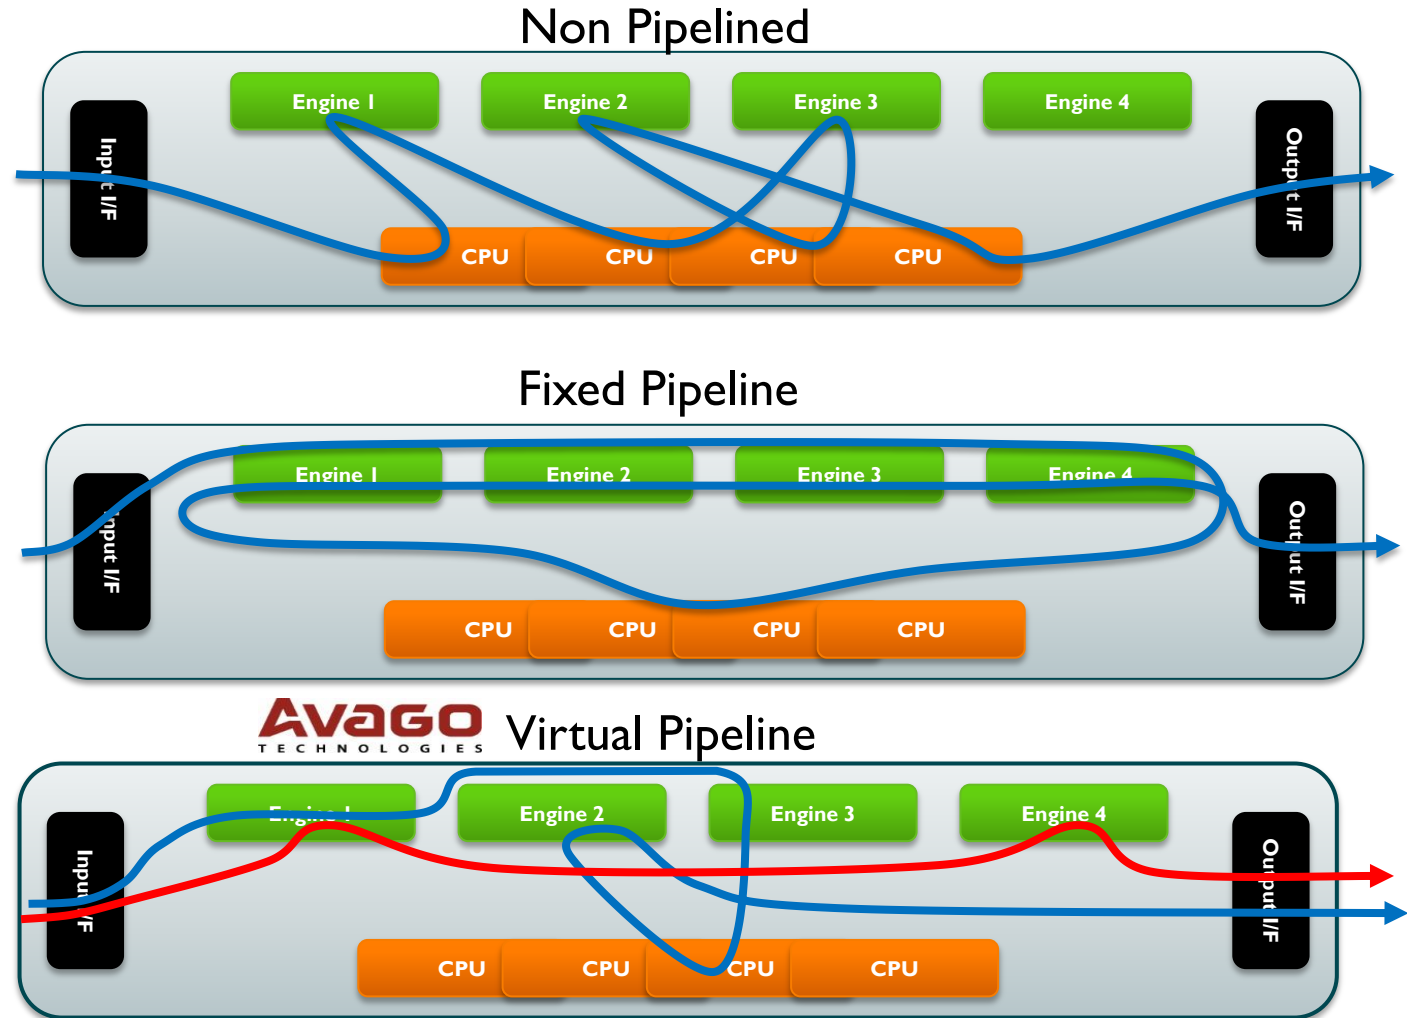 Non Pipelined
Engine 1
Engine 2
Engine 3
Engine 4
Input I/F
Output I/F
CPU
CPU
CPU
CPU
Fixed Pipeline
Engine 1
Engine 2
Engine 3
Engine 4
Input I/F
Output I/F
CPU
CPU
CPU
CPU
AVAGO
TECHNOLOGIES
Virtual Pipeline
Engine 1
Engine 2
Engine 3
Engine 4
Input I/F
Output I/F
CPU
CPU
CPU
CPU